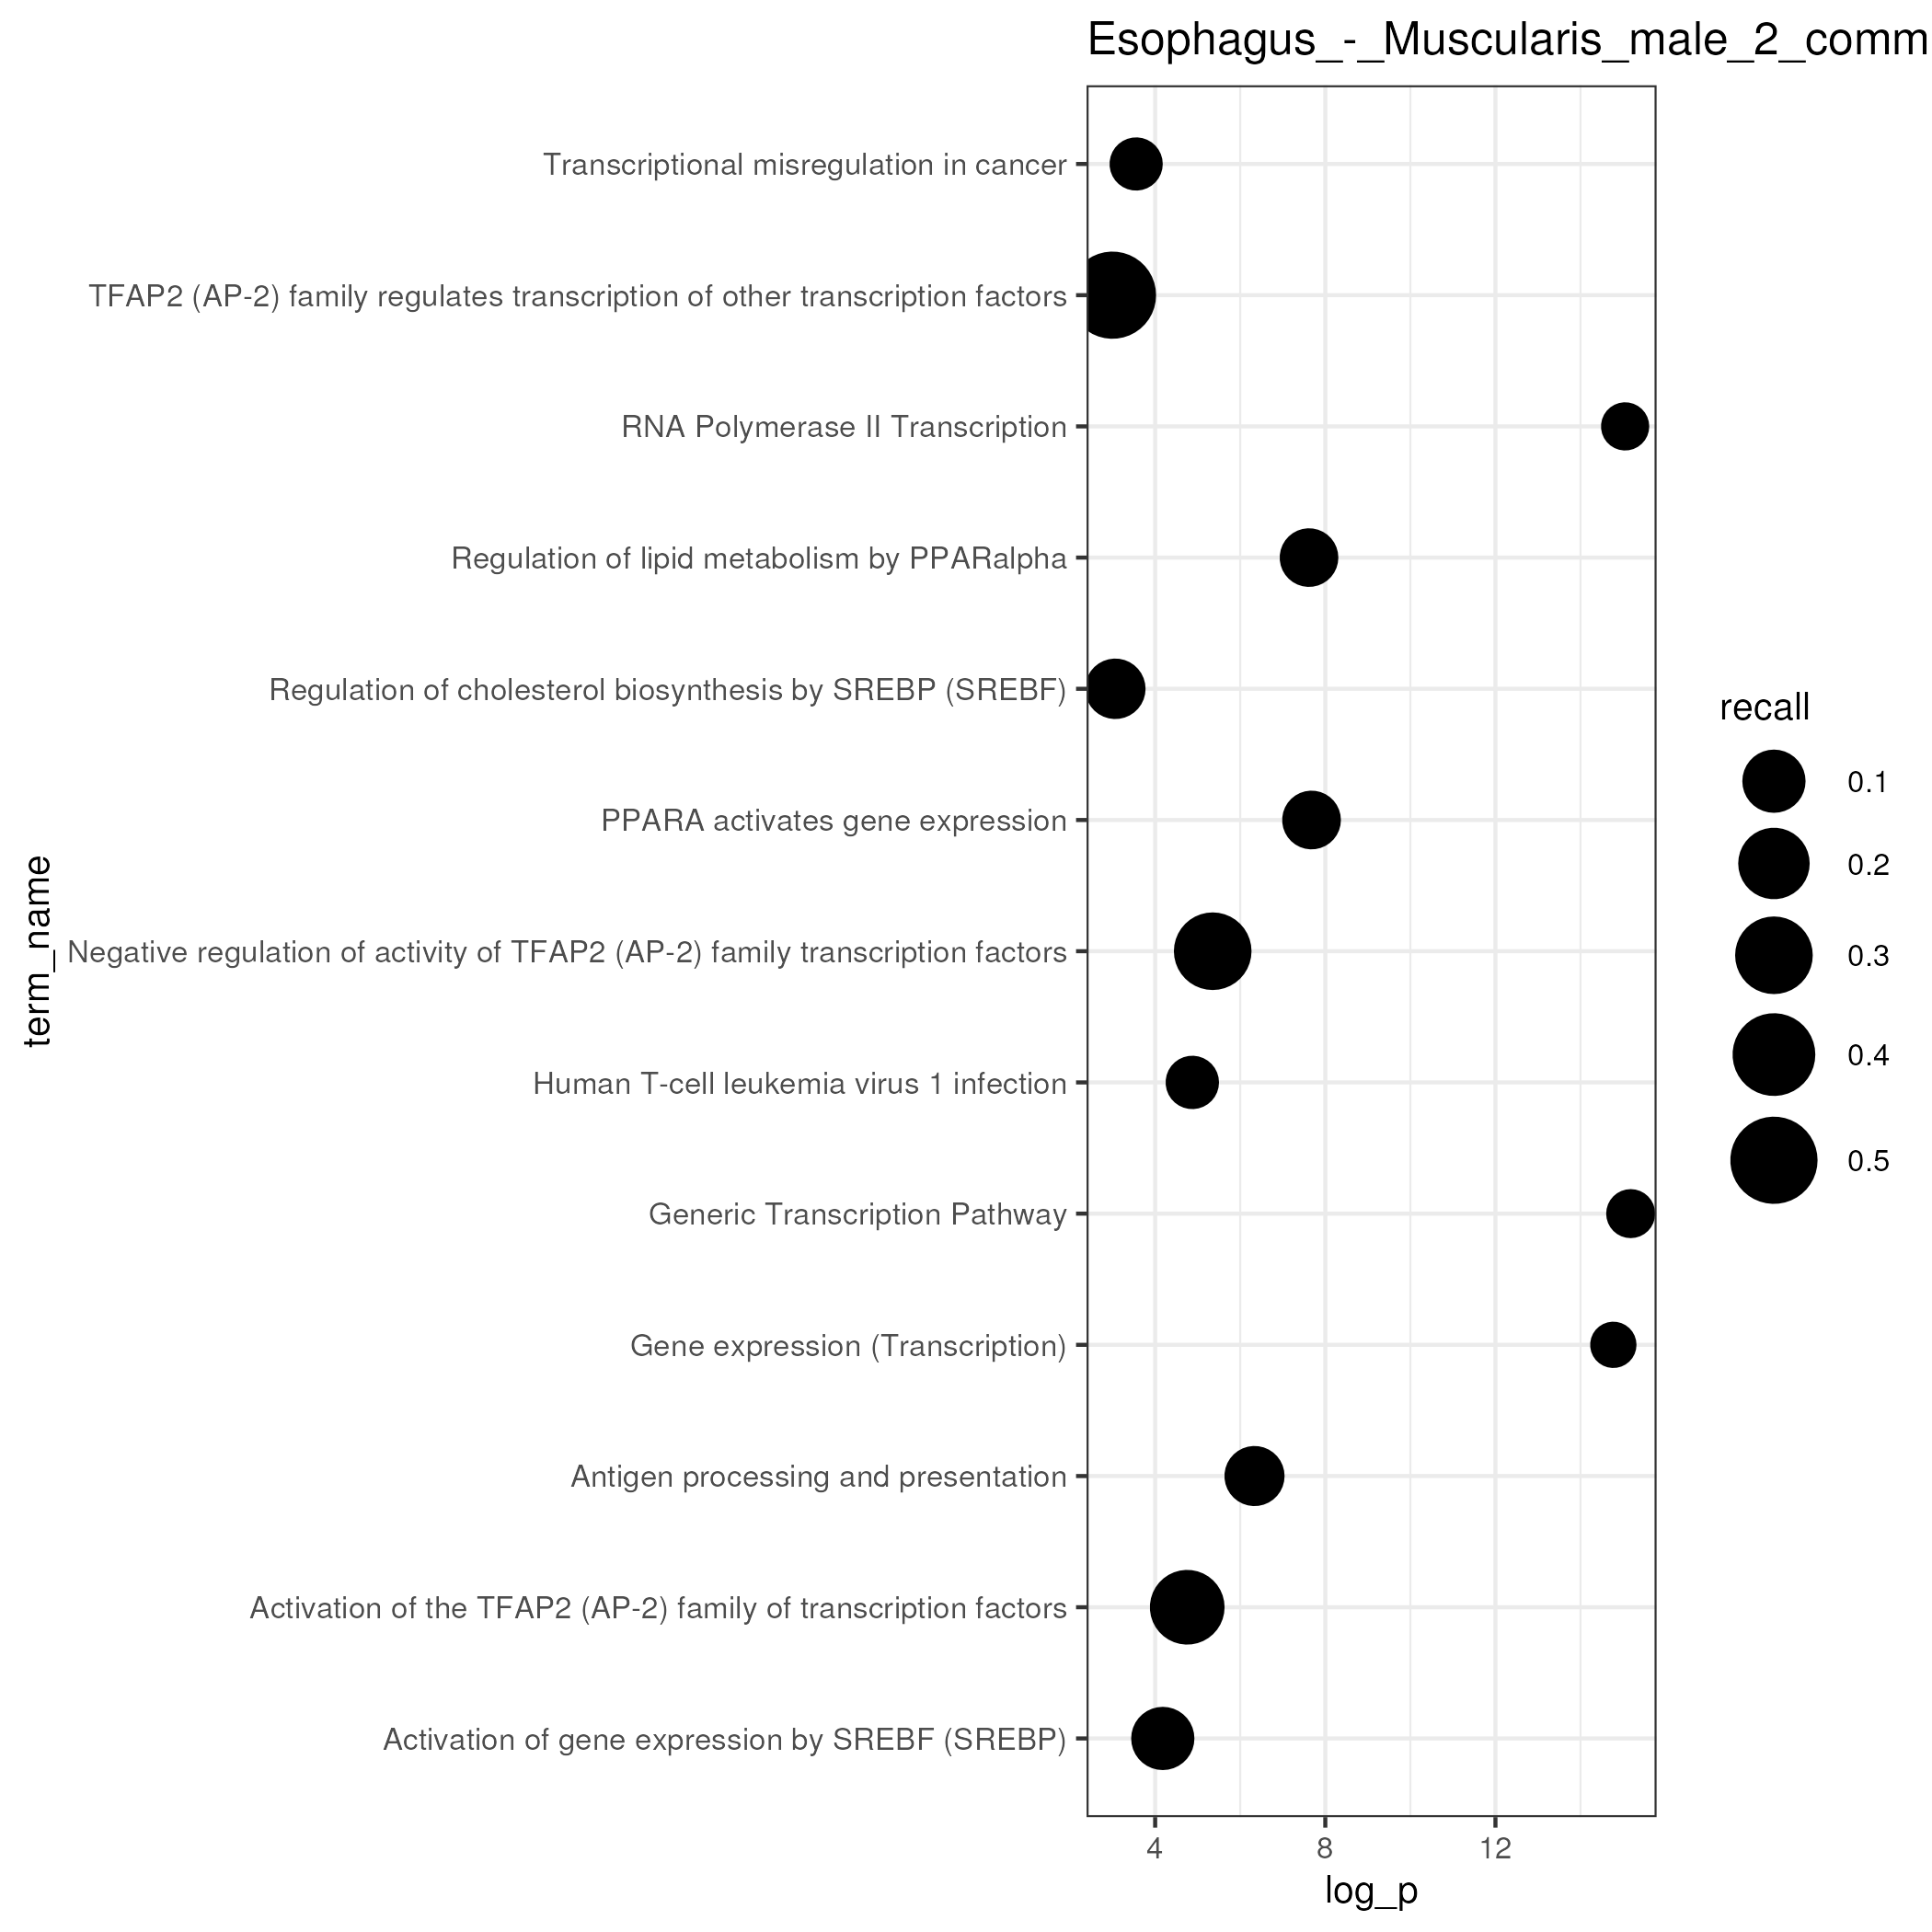 Esophagus_-_Muscularis_male_2_comm
term_name
Transcriptional misregulation in cancer
TFAP2 (AP-2) family regulates transcription of other transcription factors
RNA Polymerase II Transcription
Regulation of lipid metabolism by PPARalpha
Regulation of cholesterol biosynthesis by SREBP (SREBF)
PPARA activates gene expression
Negative regulation of activity of TFAP2 (AP-2) family transcription factors
Human T-cell leukemia virus 1 infection
Generic Transcription Pathway
Gene expression (Transcription)
Antigen processing and presentation
Activation of the TFAP2 (AP-2) family of transcription factors
Activation of gene expression by SREBF (SREBP)
4 8 12
log_p
recall
0.1
0.2
0.3
0.4
0.5